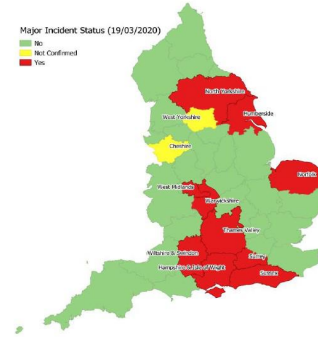 Major Incident Status (19/03/2020)
No
Not Confirmed
Yes
North Yorkshire
West Yorkshire
Humberside
Cheshire
Norfolk
West Midlands
Warwickshire
Thames Valley
Wiltshire & Swindon
Surrey
Hampshire & Isle of Wight
Sussex